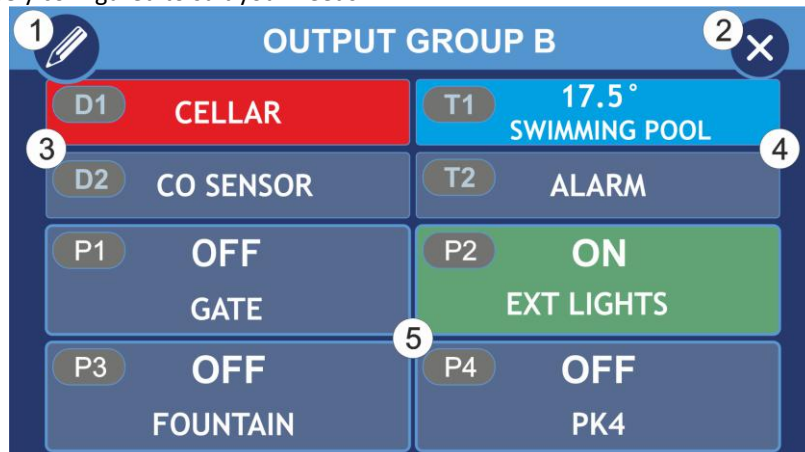 1 OUTPUT GROUP B 2
D1 CELLAR
T1 17.5°
SWIMMING POOL
3
4
D2 CO SENSOR
T2 ALARM
P1 OFF
GATE
P2 ON
EXT LIGHTS
5
P3 OFF
FOUNTAIN
P4 OFF
PK4